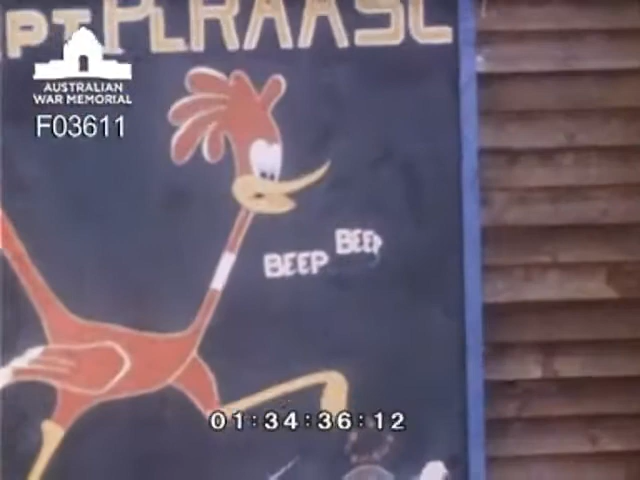 PT PLRAASC
AUSTRALIAN
WAR MEMORIAL
F03611
BEEP BEEP
01:34:36:12